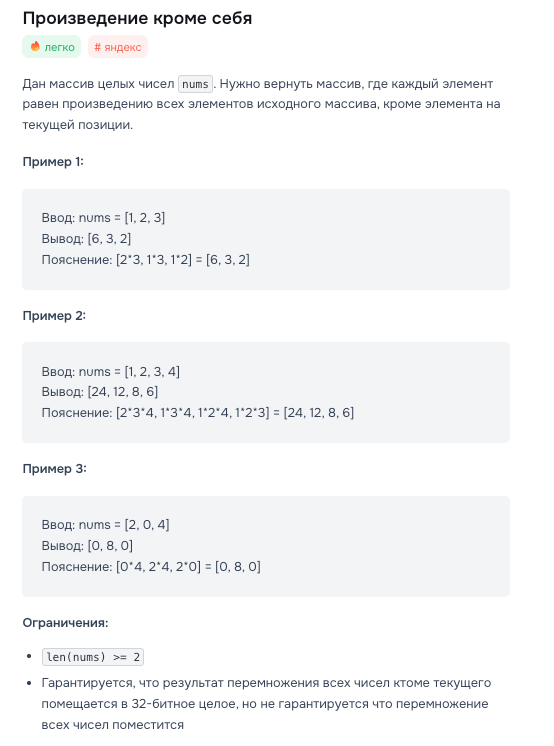 Произведение кроме себя
🔥 легко # яндекс
Дан массив целых чисел nums. Нужно вернуть массив, где каждый элемент
равен произведению всех элементов исходного массива, кроме элемента на
текущей позиции.
Пример 1:
Ввод: nums = [1, 2, 3]
Вывод: [6, 3, 2]
Пояснение: [2*3, 1*3, 1*2] = [6, 3, 2]
Пример 2:
Ввод: nums = [1, 2, 3, 4]
Вывод: [24, 12, 8, 6]
Пояснение: [2*3*4, 1*3*4, 1*2*4, 1*2*3] = [24, 12, 8, 6]
Пример 3:
Ввод: nums = [2, 0, 4]
Вывод: [0, 8, 0]
Пояснение: [0*4, 2*4, 2*0] = [0, 8, 0]
Ограничения:
• len(nums) >= 2
• Гарантируется, что результат перемножения всех чисел ктоме текущего
помещается в 32-битное целое, но не гарантируется что перемножение
всех чисел поместится